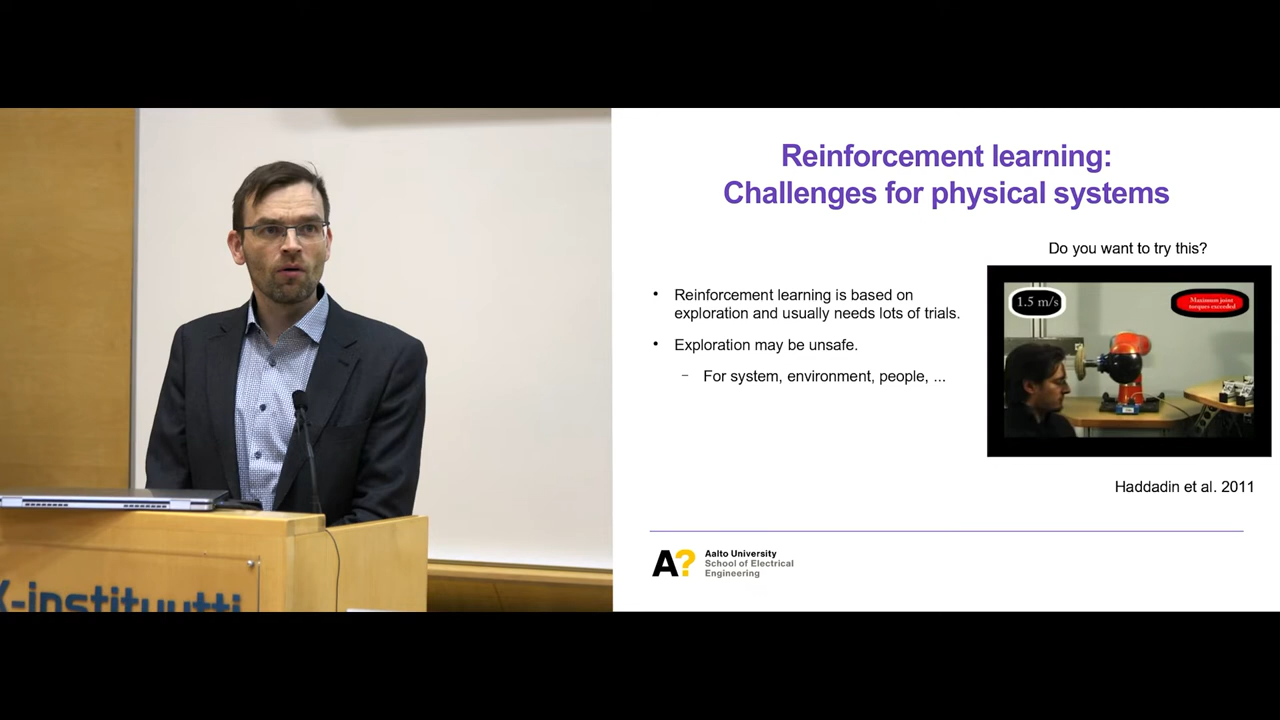 Reinforcement learning:
Challenges for physical systems
Do you want to try this?
• Reinforcement learning is based on
exploration and usually needs lots of trials.
• Exploration may be unsafe.
– For system, environment, people, ...
1.5 m/s
Maximum joint
torques exceeded
Haddadin et al. 2011
A?
Aalto University
School of Electrical
Engineering
K-instituutti